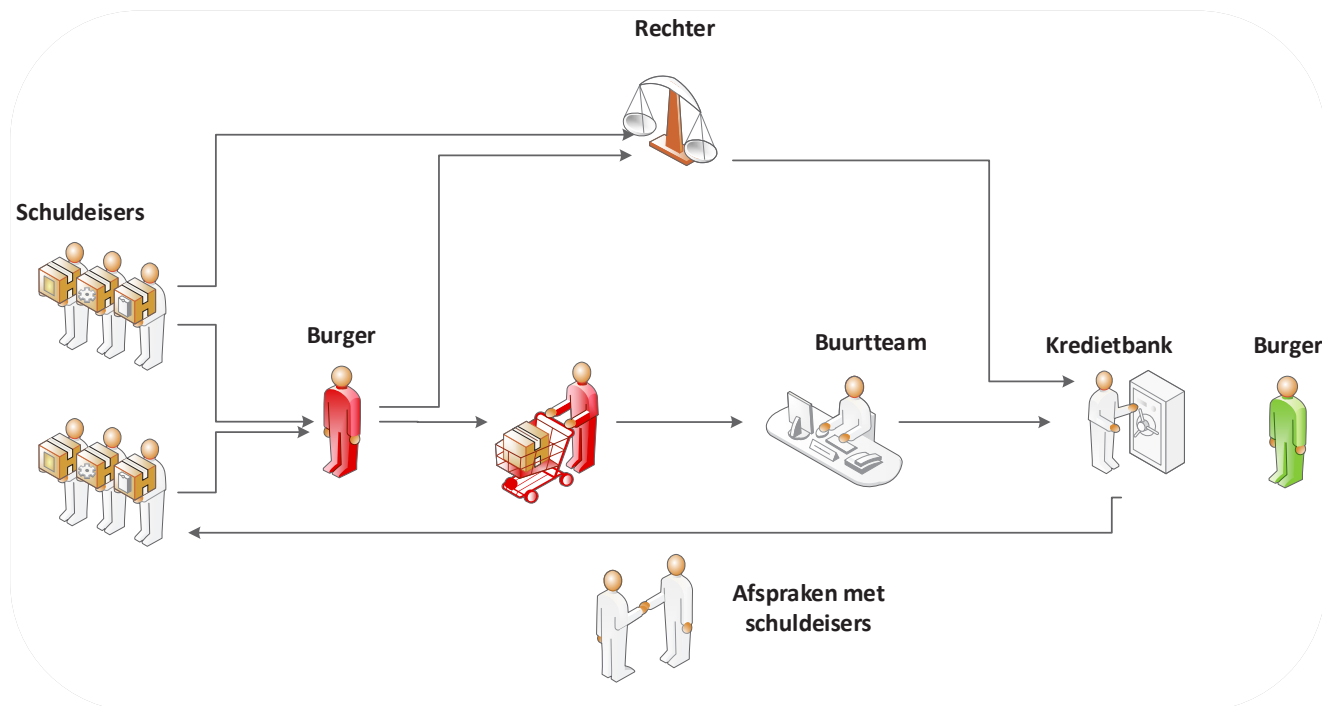 Rechter
Schuldeisers
Burger
Buurtteam
Kredietbank
Burger
Afspraken met
schuldeisers